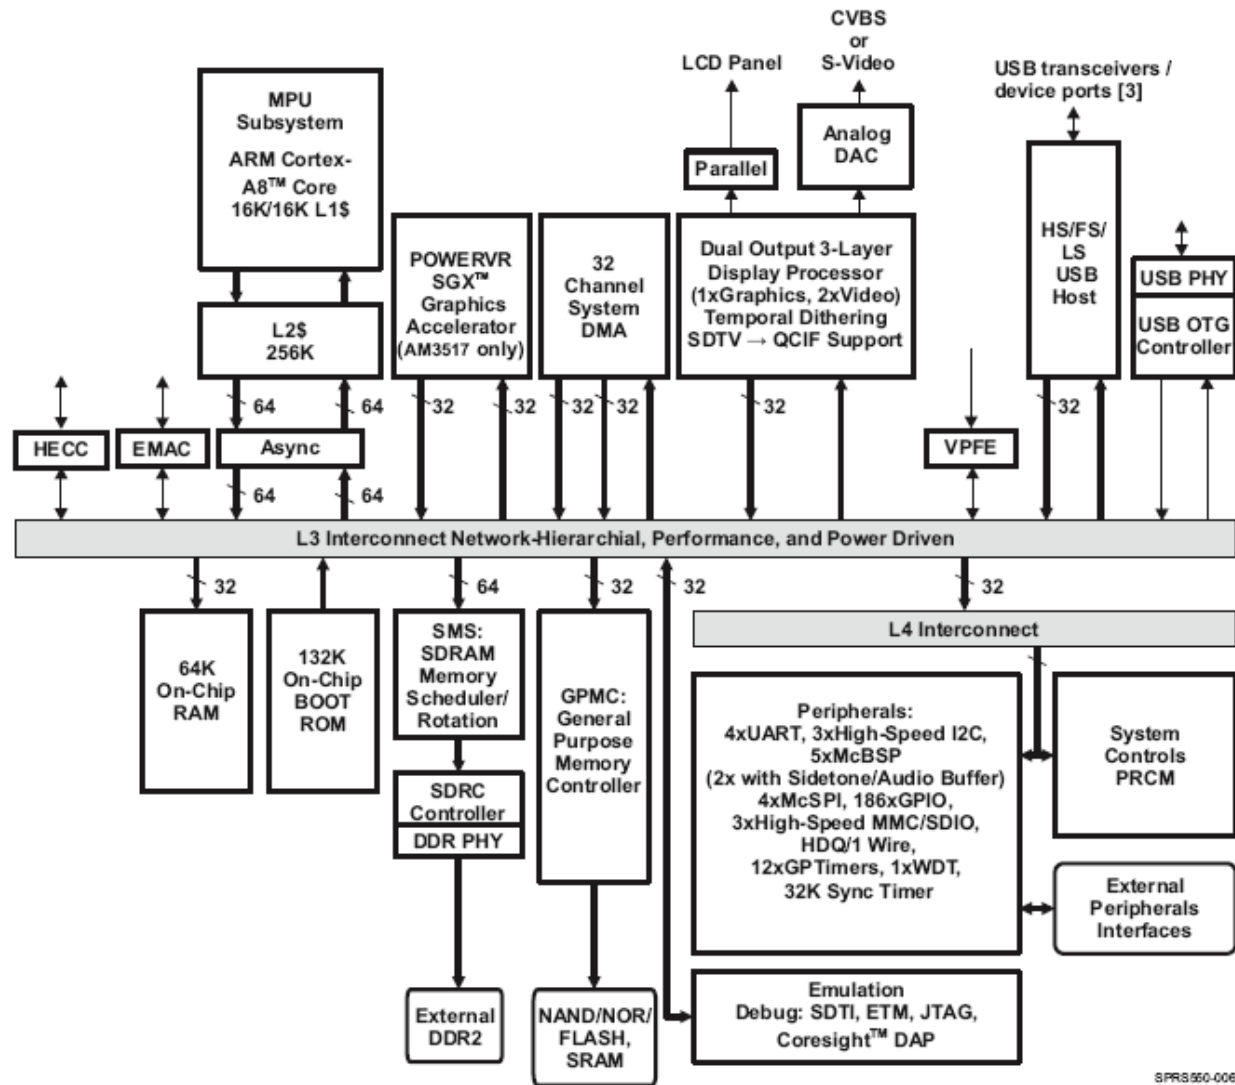 CVBS
or
S-Video
LCD Panel
USB transceivers /
device ports [3]
MPU
Subsystem
ARM Cortex-
A8™ Core
16K/16K L1$
Parallel
Analog
DAC
POWERVR
SGX™
Graphics
Accelerator
(AM3517 only)
32
Channel
System
DMA
Dual Output 3-Layer
Display Processor
(1xGraphics, 2xVideo)
Temporal Dithering
SDTV → QCIF Support
HS/FS/
LS
USB
Host
USB PHY
USB OTG
Controller
L2$
256K
64
64
32
32
32
32
32
32
HECC
EMAC
Async
VPFE
64
64
L3 Interconnect Network-Hierarchial, Performance, and Power Driven
32
64
32
32
32
64K
On-Chip
RAM
132K
On-Chip
BOOT
ROM
SMS:
SDRAM
Memory
Scheduler/
Rotation
SDRC
Controller
DDR PHY
GPMC:
General
Purpose
Memory
Controller
L4 Interconnect
Peripherals:
4xUART, 3xHigh-Speed I2C,
5xMcBSP
(2x with Sidetone/Audio Buffer)
4xMcSPI, 186xGPIO,
3xHigh-Speed MMC/SDIO,
HDQ/1 Wire,
12xGPTimers, 1xWDT,
32K Sync Timer
System
Controls
PRCM
External
Peripherals
Interfaces
External
DDR2
NAND/NOR/
FLASH,
SRAM
Emulation
Debug: SDTI, ETM, JTAG,
Coresight™ DAP
SPRS550-006